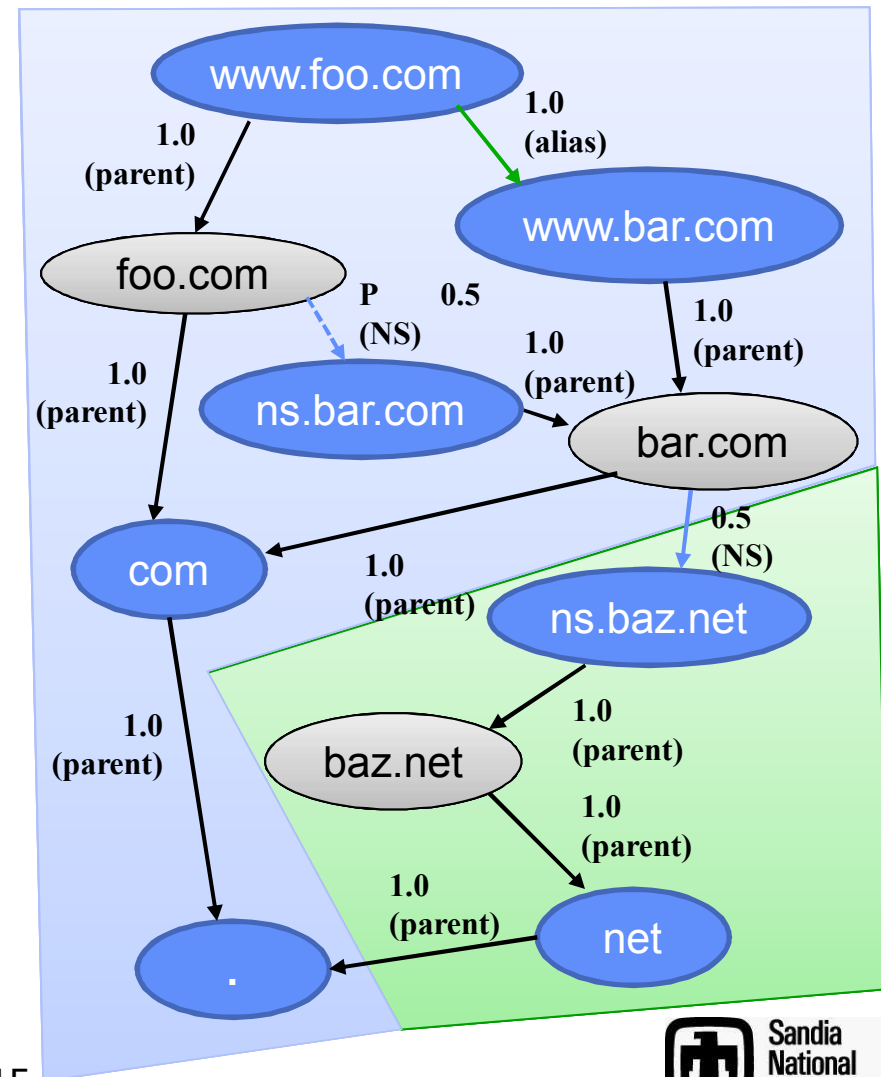 www.foo.com
1.0
(alias)
1.0
(parent)
www.bar.com
foo.com
P 0.5
(NS)
1.0
(parent)
1.0
(parent)
1.0
(parent)
ns.bar.com
bar.com
0.5
(NS)
com
1.0
(parent)
ns.baz.net
1.0
(parent)
1.0
(parent)
baz.net
1.0
(parent)
1.0
(parent)
net
.
Sandia
National